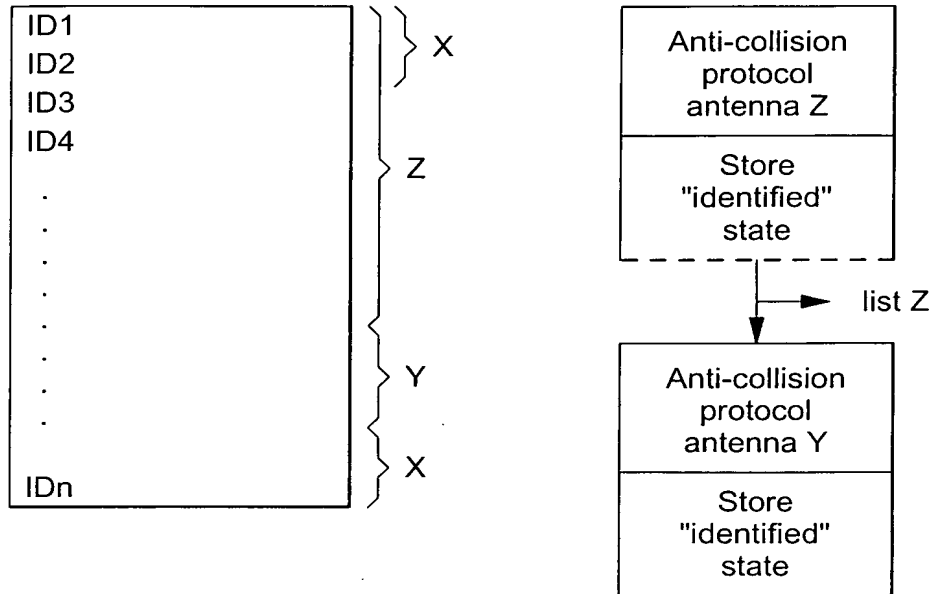 ID1
ID2
ID3
ID4
.
.
.
.
.
.
.
.
IDn
X
Z
Y
X
Anti-collision
protocol
antenna Z
Store
"identified"
state
list Z
Anti-collision
protocol
antenna Y
Store
"identified"
state